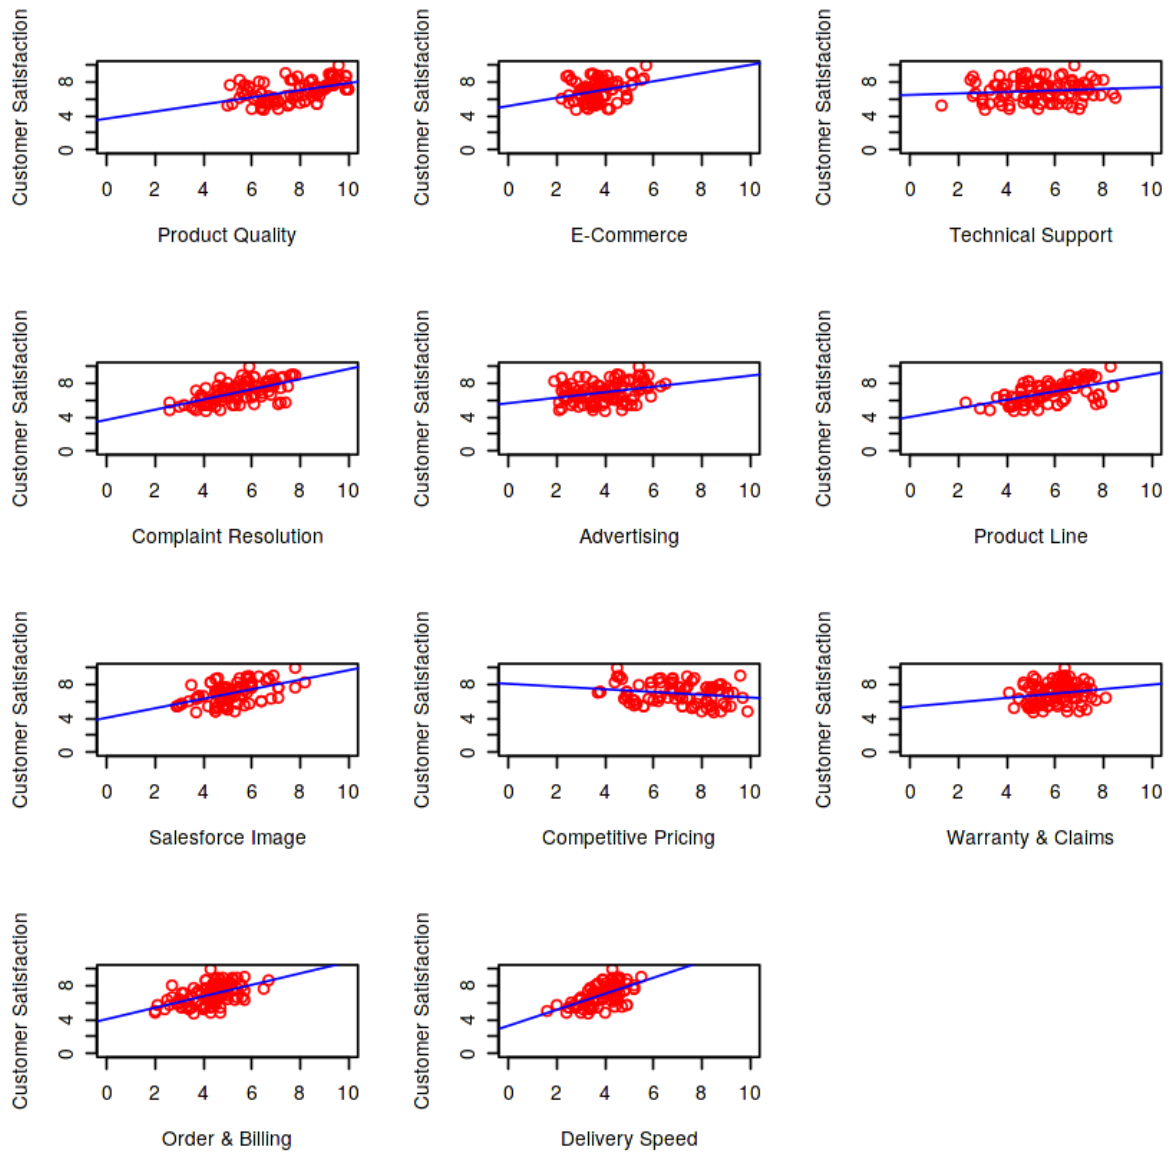 Customer Satisfaction
0 4 8
0 2 4 6 8 10
Product Quality
Customer Satisfaction
0 4 8
0 2 4 6 8 10
E-Commerce
Customer Satisfaction
0 4 8
0 2 4 6 8 10
Technical Support
Customer Satisfaction
0 4 8
0 2 4 6 8 10
Complaint Resolution
Customer Satisfaction
0 4 8
0 2 4 6 8 10
Advertising
Customer Satisfaction
0 4 8
0 2 4 6 8 10
Product Line
Customer Satisfaction
0 4 8
0 2 4 6 8 10
Salesforce Image
Customer Satisfaction
0 4 8
0 2 4 6 8 10
Competitive Pricing
Customer Satisfaction
0 4 8
0 2 4 6 8 10
Warranty & Claims
Customer Satisfaction
0 4 8
0 2 4 6 8 10
Order & Billing
Customer Satisfaction
0 4 8
0 2 4 6 8 10
Delivery Speed